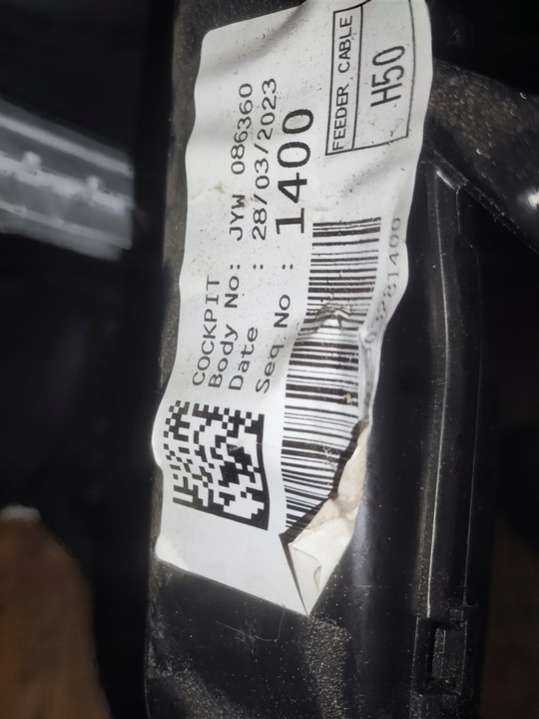 COCKPIT
Body No: JYW 086360
Date : 28/03/2023
Seq No : 1400
FEEDER CABLE
H50